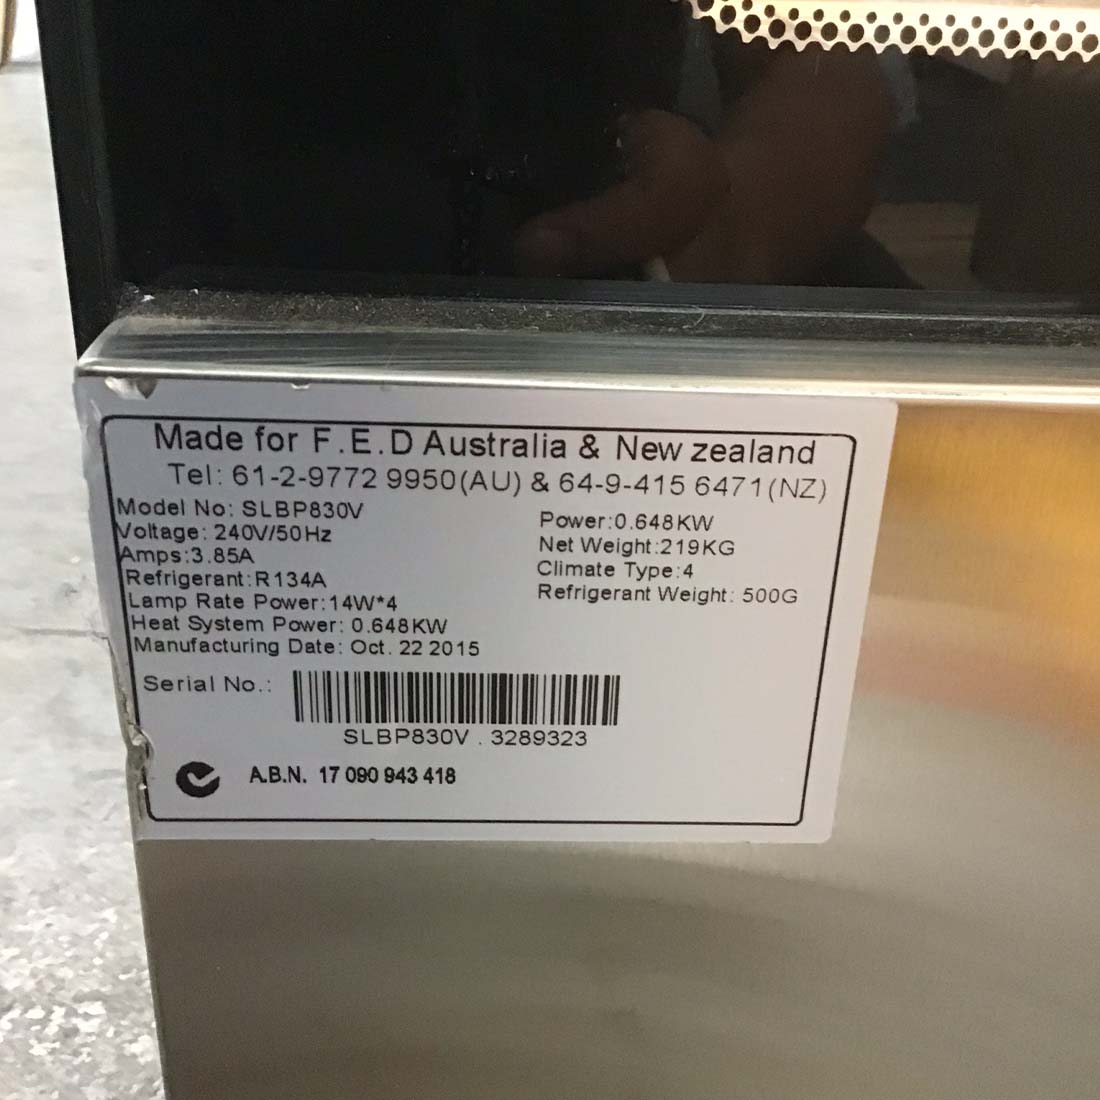 Made for F.E.D Australia & New zealand
Tel: 61-2-9772 9950(AU) & 64-9-415 6471(NZ)
Model No: SLBP830V
Voltage: 240V/50Hz
Amps:3.85A
Refrigerant:R134A
Lamp Rate Power:14W*4
Heat System Power: 0.648KW
Manufacturing Date: Oct. 22 2015
Power:0.648KW
Net Weight:219KG
Climate Type:4
Refrigerant Weight: 500G
Serial No.:
SLBP830V . 3289323
A.B.N. 17 090 943 418